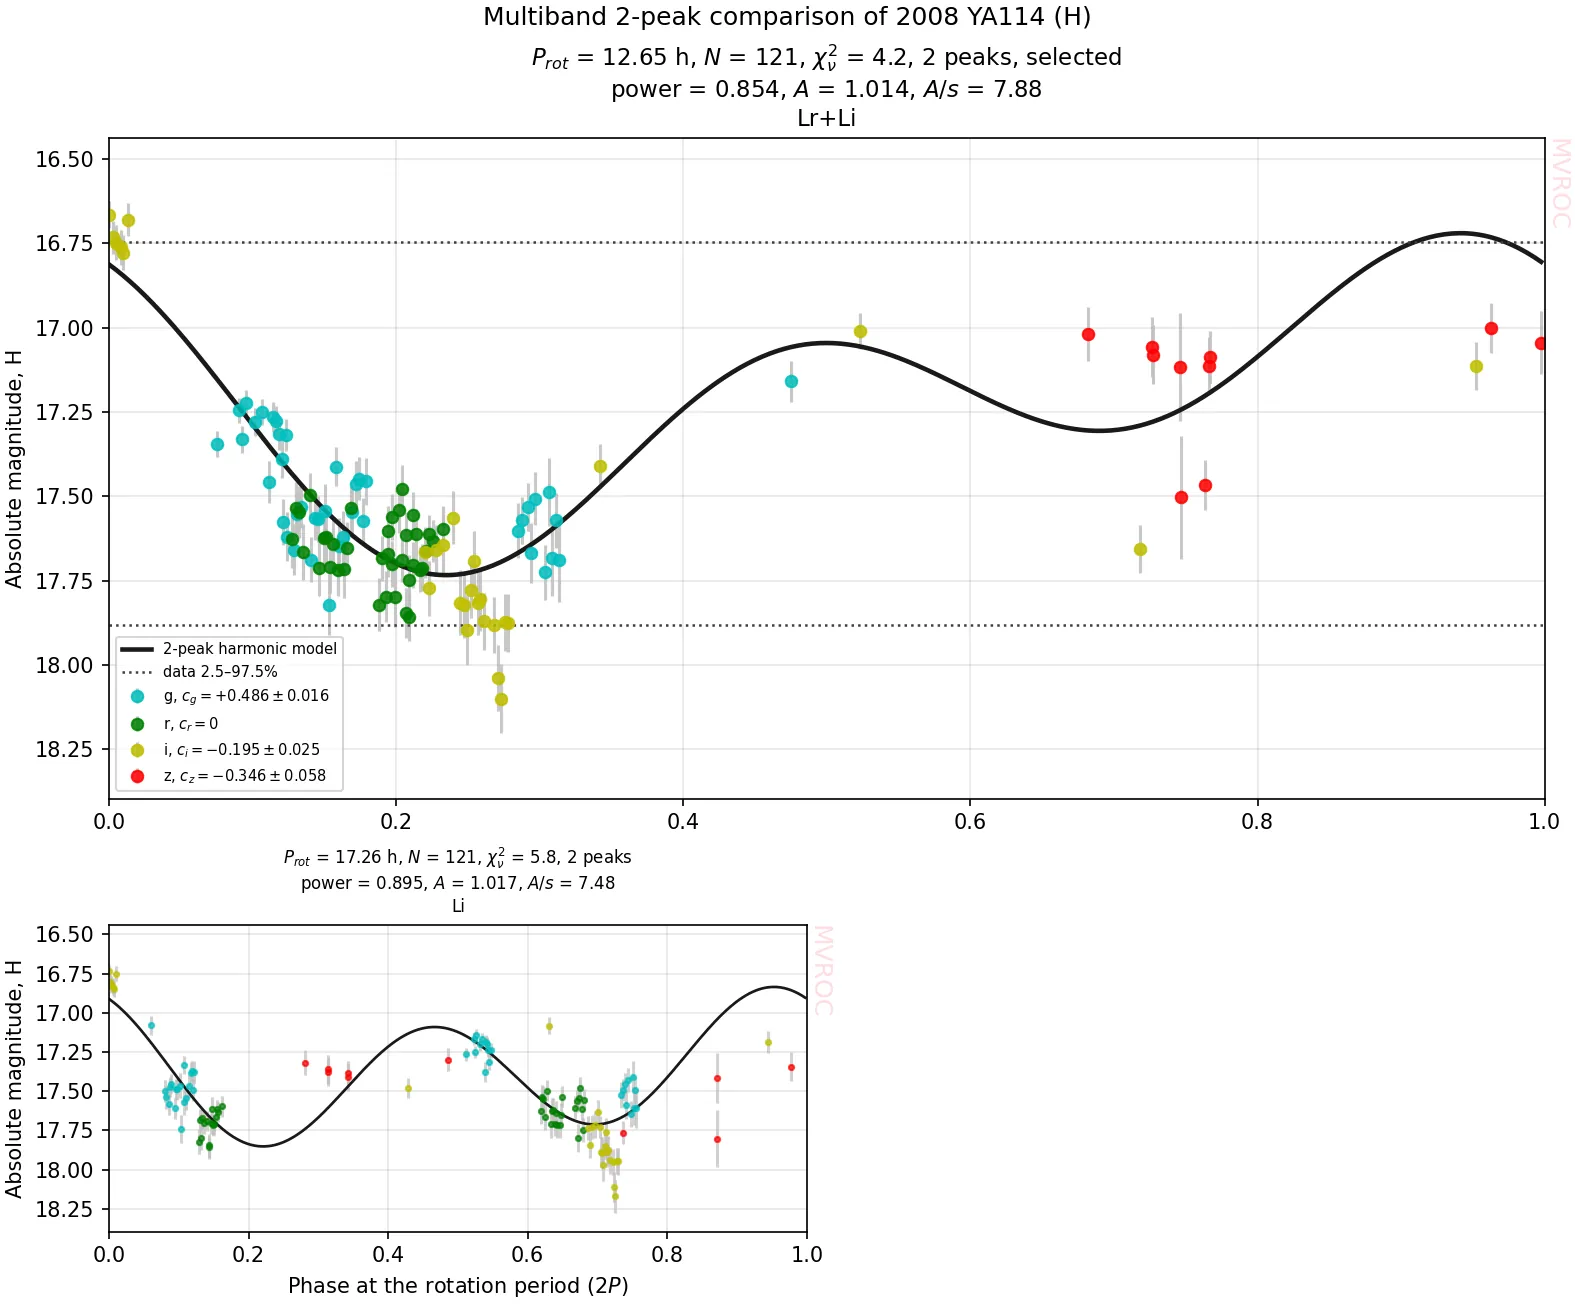 Multiband 2-peak comparison of 2008 YA114 (H)
P_rot = 12.65 h, N = 121, χ²_ν = 4.2, 2 peaks, selected
power = 0.854, A = 1.014, A/s = 7.88
Lr+Li
MVROC
Absolute magnitude, H
16.50
16.75
17.00
17.25
17.50
17.75
18.00
18.25
2-peak harmonic model
data 2.5–97.5%
g, c_g = +0.486 ± 0.016
r, c_r = 0
i, c_i = −0.195 ± 0.025
z, c_z = −0.346 ± 0.058
0.0 0.2 0.4 0.6 0.8 1.0
P_rot = 17.26 h, N = 121, χ²_ν = 5.8, 2 peaks
power = 0.895, A = 1.017, A/s = 7.48
Li
MVROC
Absolute magnitude, H
16.50
16.75
17.00
17.25
17.50
17.75
18.00
18.25
0.0 0.2 0.4 0.6 0.8 1.0
Phase at the rotation period (2P)